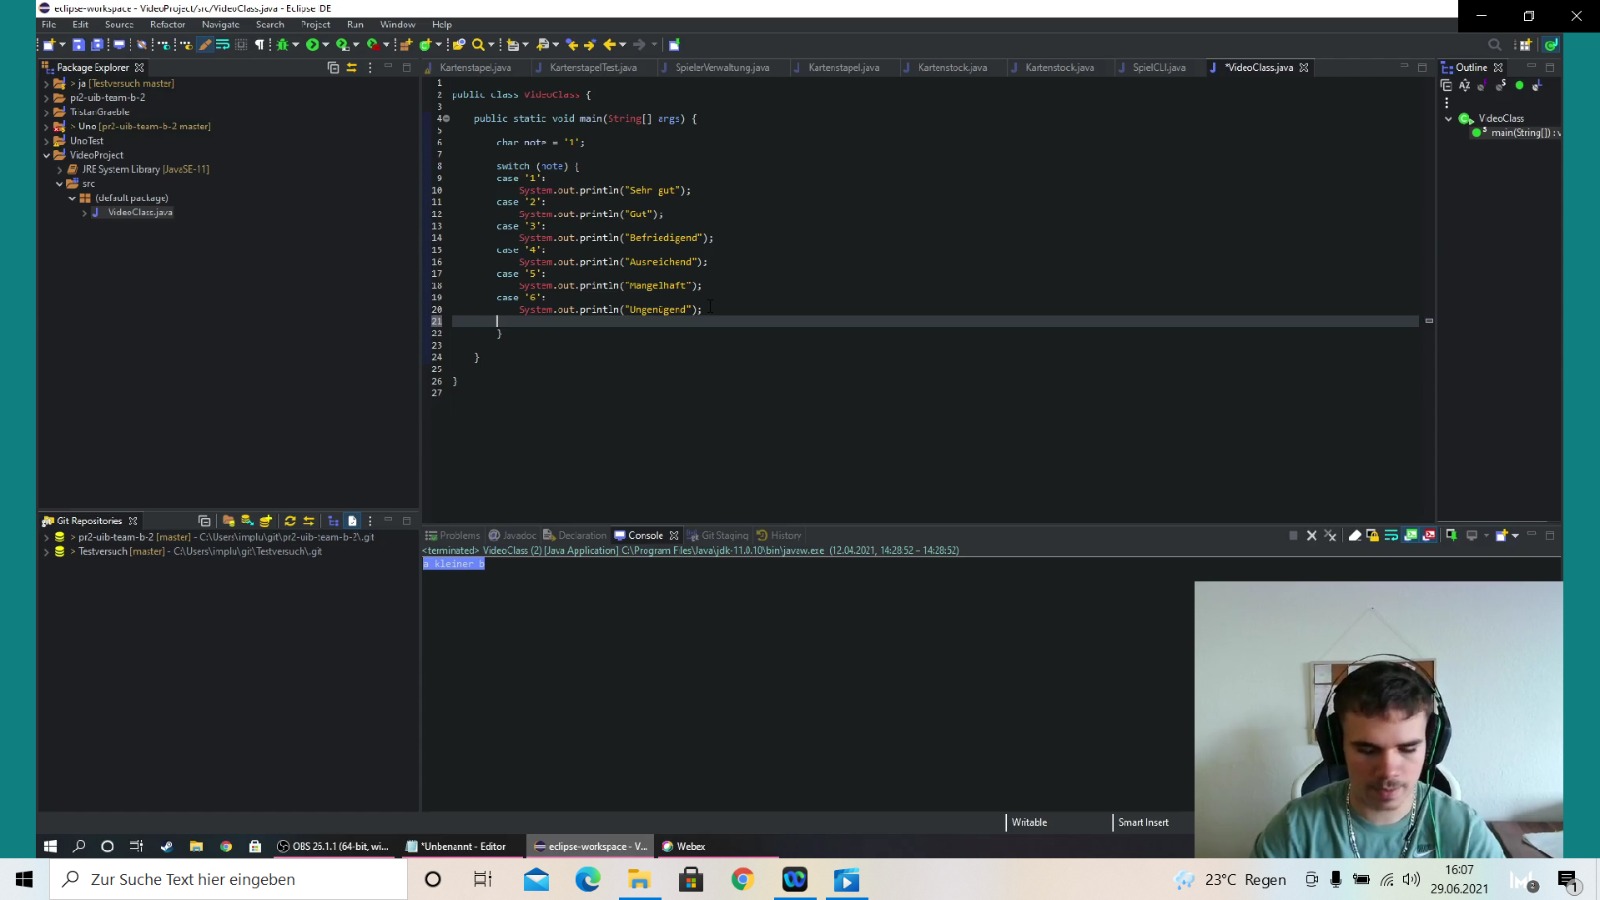 eclipse-workspace - VideoProject/src/VideoClass.java - Eclipse IDE
File Edit Source Refactor Navigate Search Project Run Window Help
Package Explorer
> ja [Testversuch master]
pr2-uib-team-b-2
TristanGraeble
> Uno [pr2-uib-team-b-2 master]
UnoTest
VideoProject
JRE System Library [JavaSE-11]
src
(default package)
VideoClass.java
Kartenstapel.java KartenstapelTest.java SpielerVerwaltung.java Kartenstapel.java Kartenstock.java Kartenstock.java SpielCLI.java *VideoClass.java
1
2 public class VideoClass {
3
4 public static void main(String[] args) {
5
6 char note = '1';
7
8 switch (note) {
9 case '1':
10 System.out.println("Sehr gut");
11 case '2':
12 System.out.println("Gut");
13 case '3':
14 System.out.println("Befriedigend");
15 case '4':
16 System.out.println("Ausreichend");
17 case '5':
18 System.out.println("Mangelhaft");
19 case '6':
20 System.out.println("Ungenügend");
21
22 }
23
24 }
25
26 }
27
Outline
VideoClass
main(String[]) : v
Git Repositories
> pr2-uib-team-b-2 [master] - C:\Users\implu\git\pr2-uib-team-b-2\.git
> Testversuch [master] - C:\Users\implu\git\Testversuch\.git
Problems Javadoc Declaration Console Git Staging History
<terminated> VideoClass (2) [Java Application] C:\Program Files\Java\jdk-11.0.10\bin\javaw.exe (12.04.2021, 14:28:52 – 14:28:52)
a kleiner b
Writable Smart Insert
OBS 26.1.1 (64-bit, wi... *Unbenannt - Editor eclipse-workspace - V... Webex
Zur Suche Text hier eingeben
23°C Regen
16:07
29.06.2021